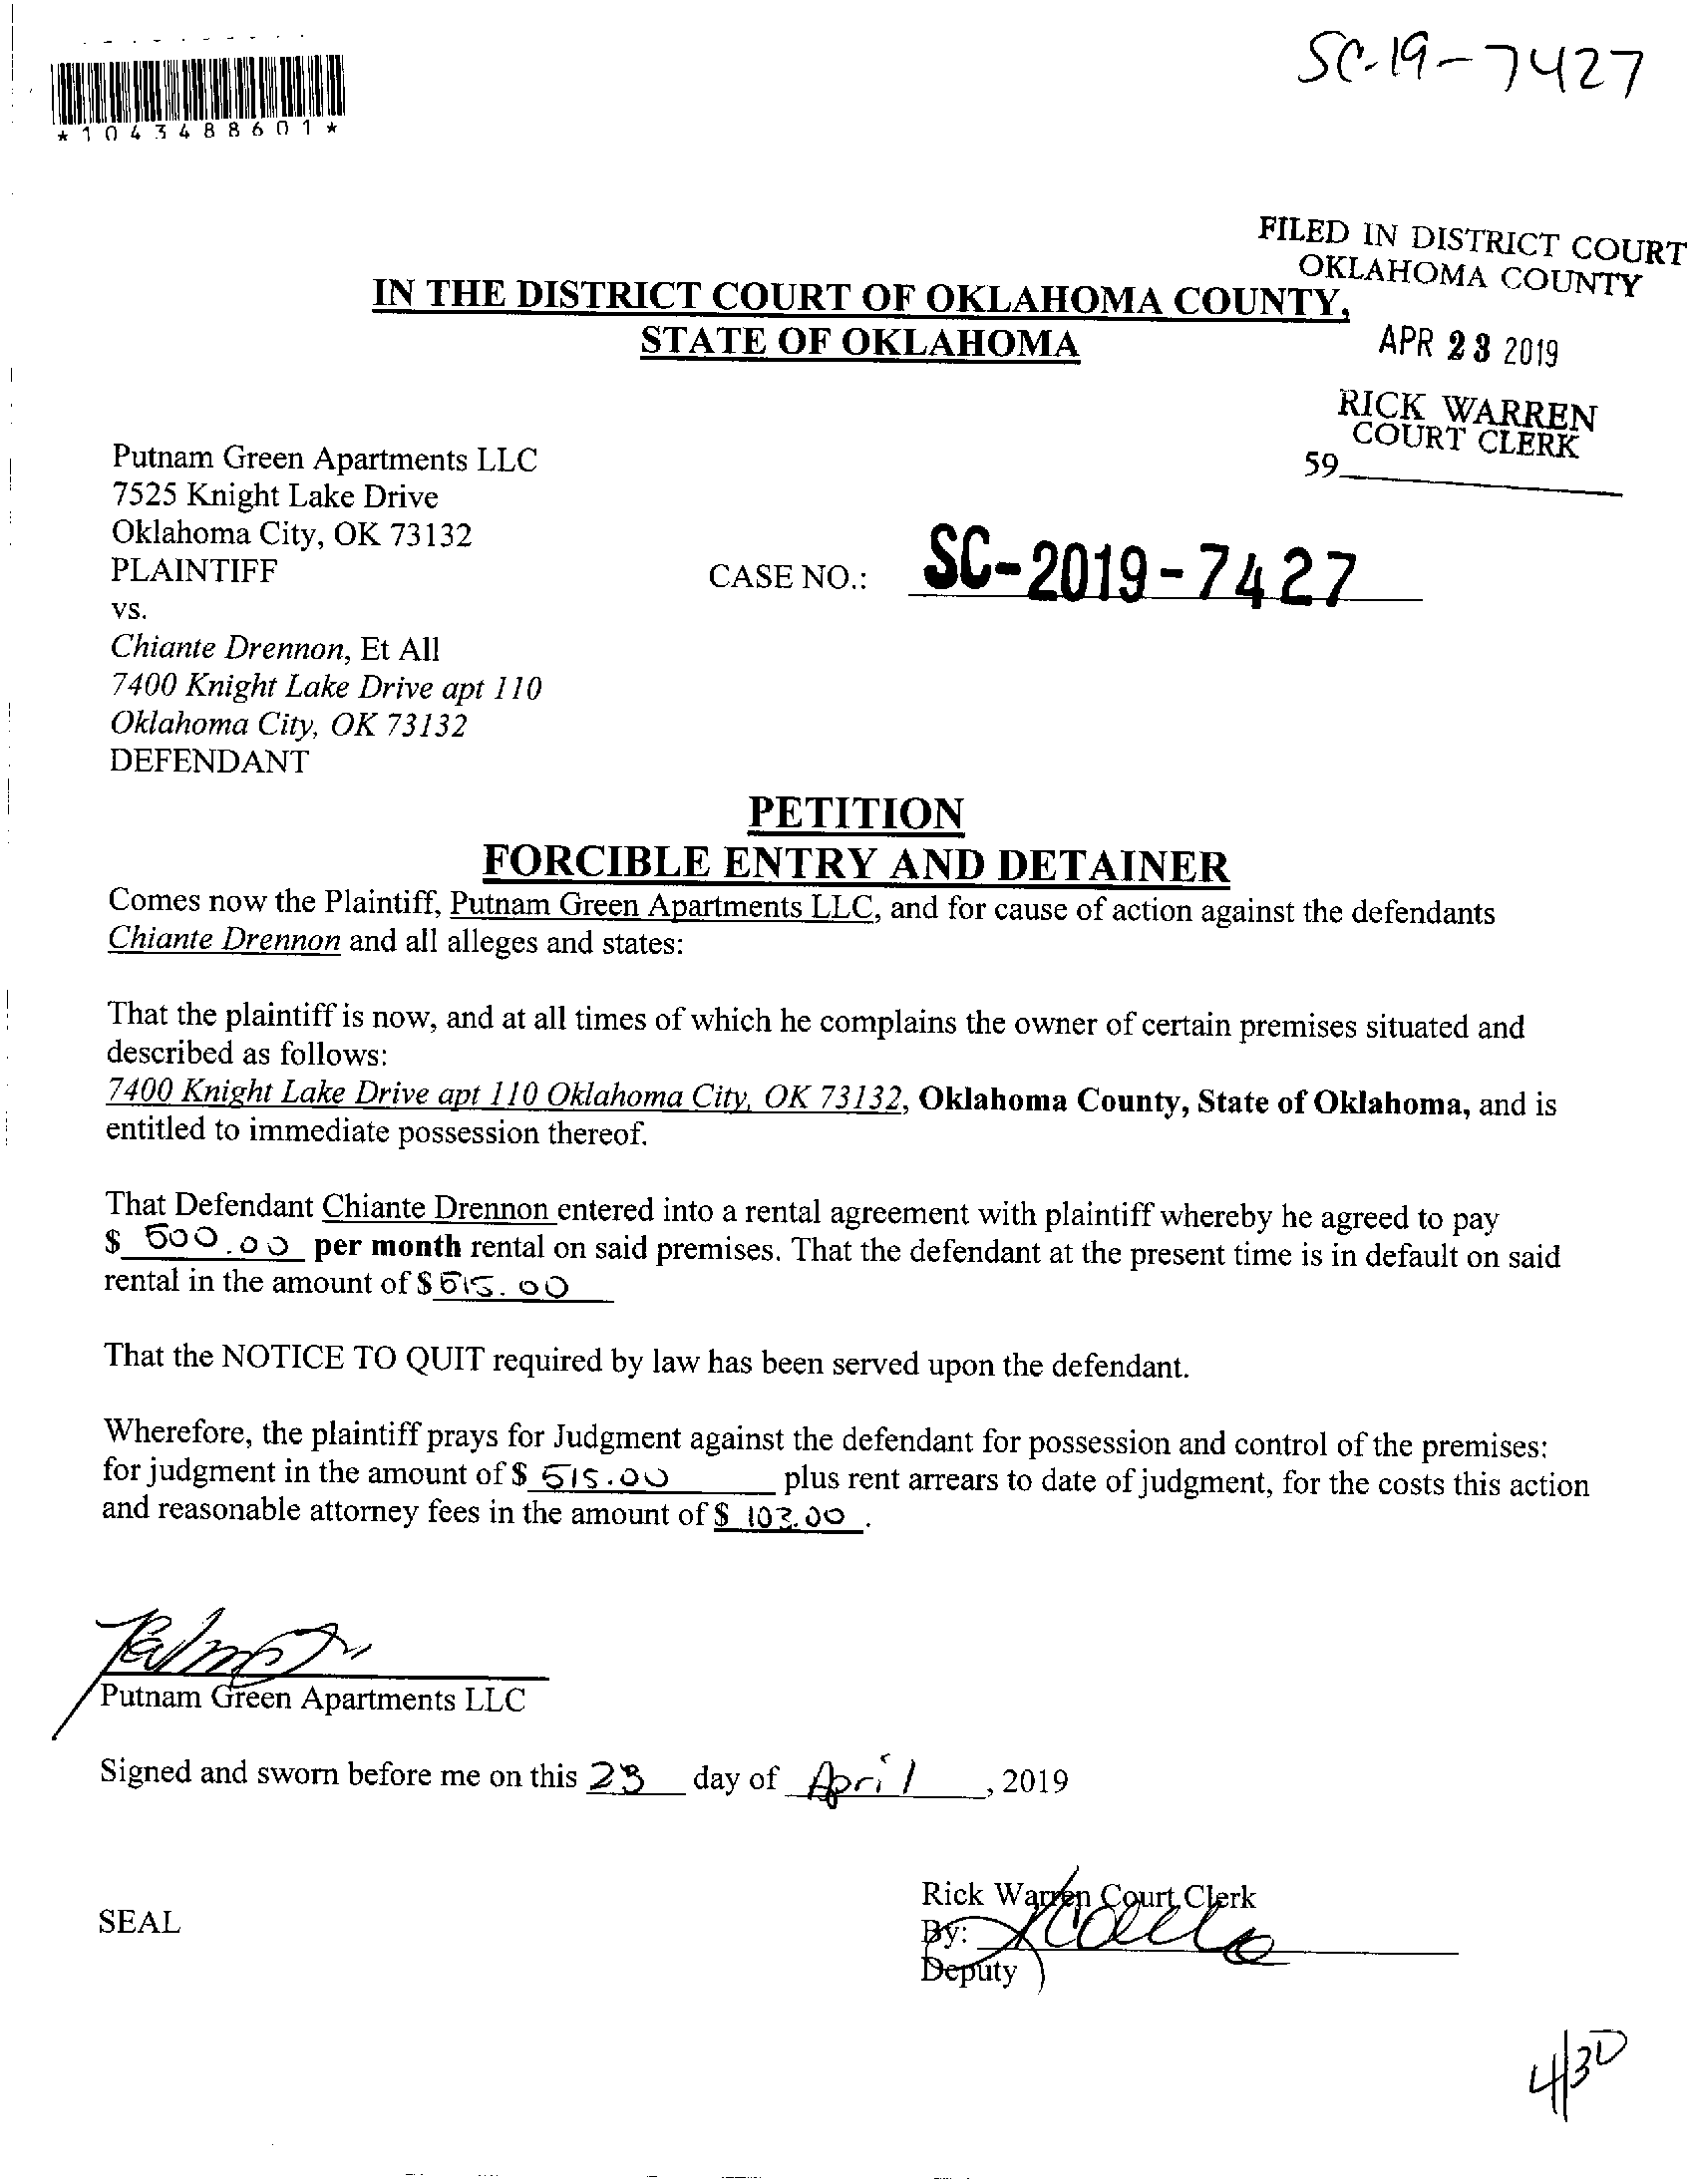 SC-19-7427
*1043488601*
FILED IN DISTRICT COURT
OKLAHOMA COUNTY
IN THE DISTRICT COURT OF OKLAHOMA COUNTY,
STATE OF OKLAHOMA
APR 23 2019
RICK WARREN
COURT CLERK
59
Putnam Green Apartments LLC
7525 Knight Lake Drive
Oklahoma City, OK 73132
PLAINTIFF
CASE NO.: SC-2019-7427
vs.
Chiante Drennon, Et All
7400 Knight Lake Drive apt 110
Oklahoma City, OK 73132
DEFENDANT
PETITION
FORCIBLE ENTRY AND DETAINER
Comes now the Plaintiff, Putnam Green Apartments LLC, and for cause of action against the defendants
Chiante Drennon and all alleges and states:
That the plaintiff is now, and at all times of which he complains the owner of certain premises situated and
described as follows:
7400 Knight Lake Drive apt 110 Oklahoma City, OK 73132, Oklahoma County, State of Oklahoma, and is
entitled to immediate possession thereof.
That Defendant Chiante Drennon entered into a rental agreement with plaintiff whereby he agreed to pay
$ 500.00 per month rental on said premises. That the defendant at the present time is in default on said
rental in the amount of $ 515.00
That the NOTICE TO QUIT required by law has been served upon the defendant.
Wherefore, the plaintiff prays for Judgment against the defendant for possession and control of the premises:
for judgment in the amount of $ 515.00 plus rent arrears to date of judgment, for the costs this action
and reasonable attorney fees in the amount of $ 103.00.
Putnam Green Apartments LLC
Signed and sworn before me on this 23 day of April, 2019
Rick Warren Court Clerk
SEAL
By:
Deputy
4/30